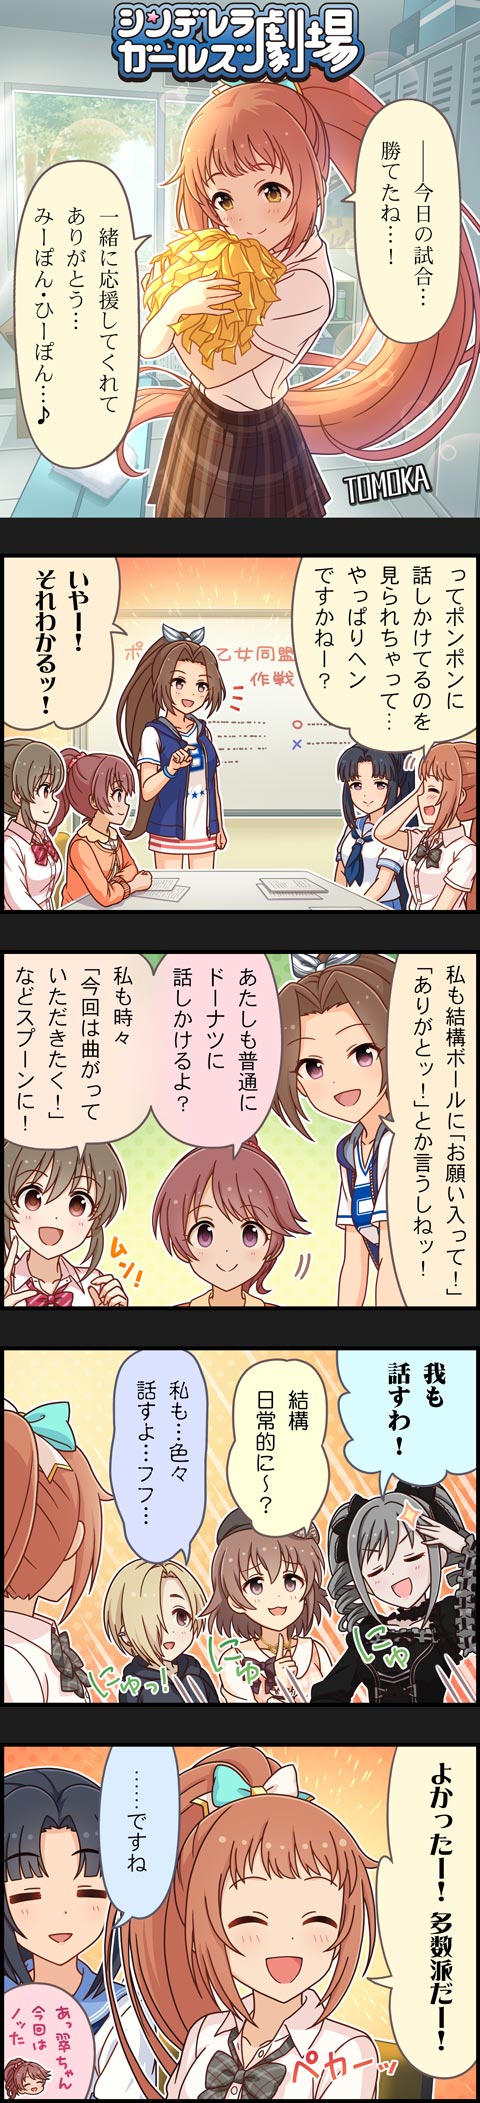 シンデレラ
ガールズ劇場
――今日の試合…
勝てたね…!
一緒に応援してくれて
ありがとう…
みーぽん・ひーぽん…♪
TOMOKA
ってポンポンに
話しかけてるのを
見られちゃって…
やっぱりヘン
ですかねー?
いやー!
それわかるッ!
ポ
乙女同盟
作戦
私も結構ボールに「お願い入って!」
「ありがとッ!」とか言うしねッ!
あたしも普通に
ドーナツに
話しかけるよ?
私も時々
「今回は曲がって
いただきたく!」
などスプーンに!
ムン!
我も
話すわ!
結構
日常的に~?
私も…色々
話すよ…フフ…
にゅ
にゅ
にゅっ!
よかったー!多数派だー!
……ですね
あっ翠ちゃん
今回は
ノッた
ペカーッ